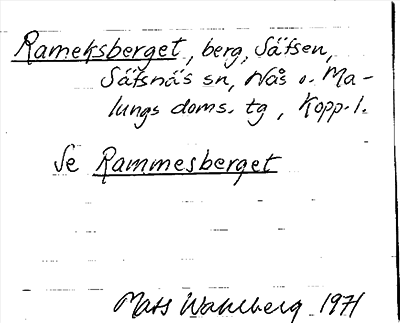 Rameksberget, berg, Säfsen,
Säfsnäs sn, Nås o. Ma-
lungs doms. tg, Kopp. l.
Se Rammesberget
Mats Wahlberg 1971